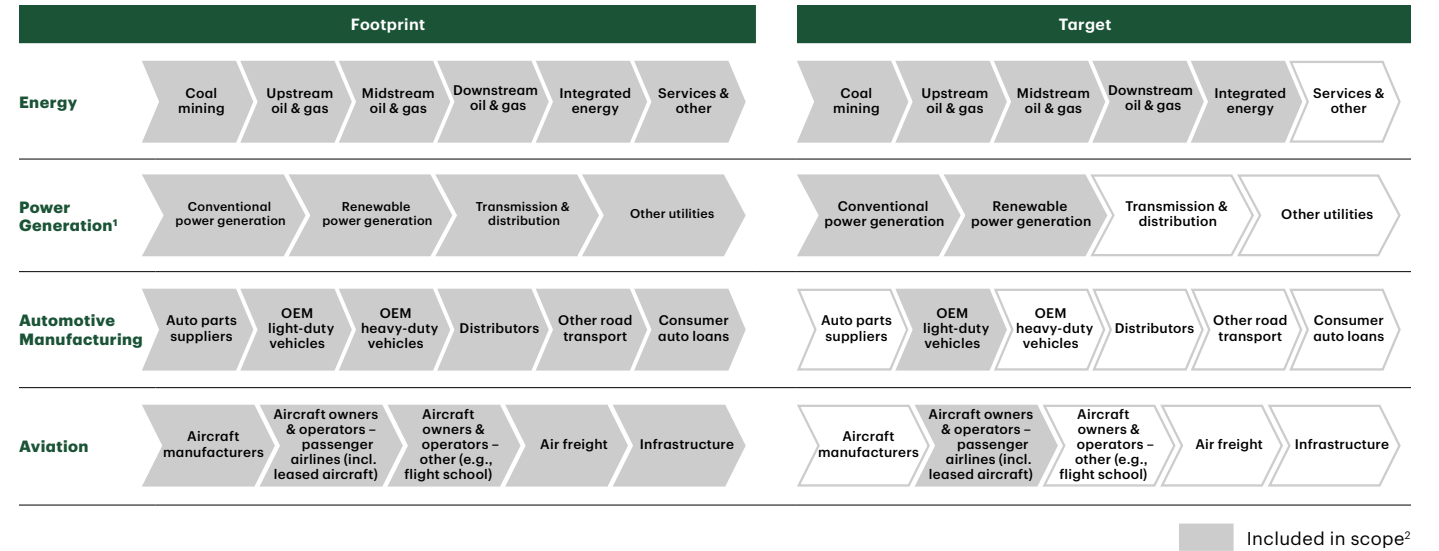 Footprint
Target
Energy
Coal
mining
Upstream
oil & gas
Midstream
oil & gas
Downstream
oil & gas
Integrated
energy
Services &
other
Coal
mining
Upstream
oil & gas
Midstream
oil & gas
Downstream
oil & gas
Integrated
energy
Services &
other
Power
Generation¹
Conventional
power generation
Renewable
power generation
Transmission &
distribution
Other utilities
Conventional
power generation
Renewable
power generation
Transmission &
distribution
Other utilities
Automotive
Manufacturing
Auto parts
suppliers
OEM
light-duty
vehicles
OEM
heavy-duty
vehicles
Distributors
Other road
transport
Consumer
auto loans
Auto parts
suppliers
OEM
light-duty
vehicles
OEM
heavy-duty
vehicles
Distributors
Other road
transport
Consumer
auto loans
Aviation
Aircraft
manufacturers
Aircraft owners
& operators –
passenger
airlines (incl.
leased aircraft)
Aircraft
owners &
operators –
other (e.g.,
flight school)
Air freight
Infrastructure
Aircraft
manufacturers
Aircraft owners
& operators –
passenger
airlines (incl.
leased aircraft)
Aircraft
owners &
operators –
other (e.g.,
flight school)
Air freight
Infrastructure
Included in scope²